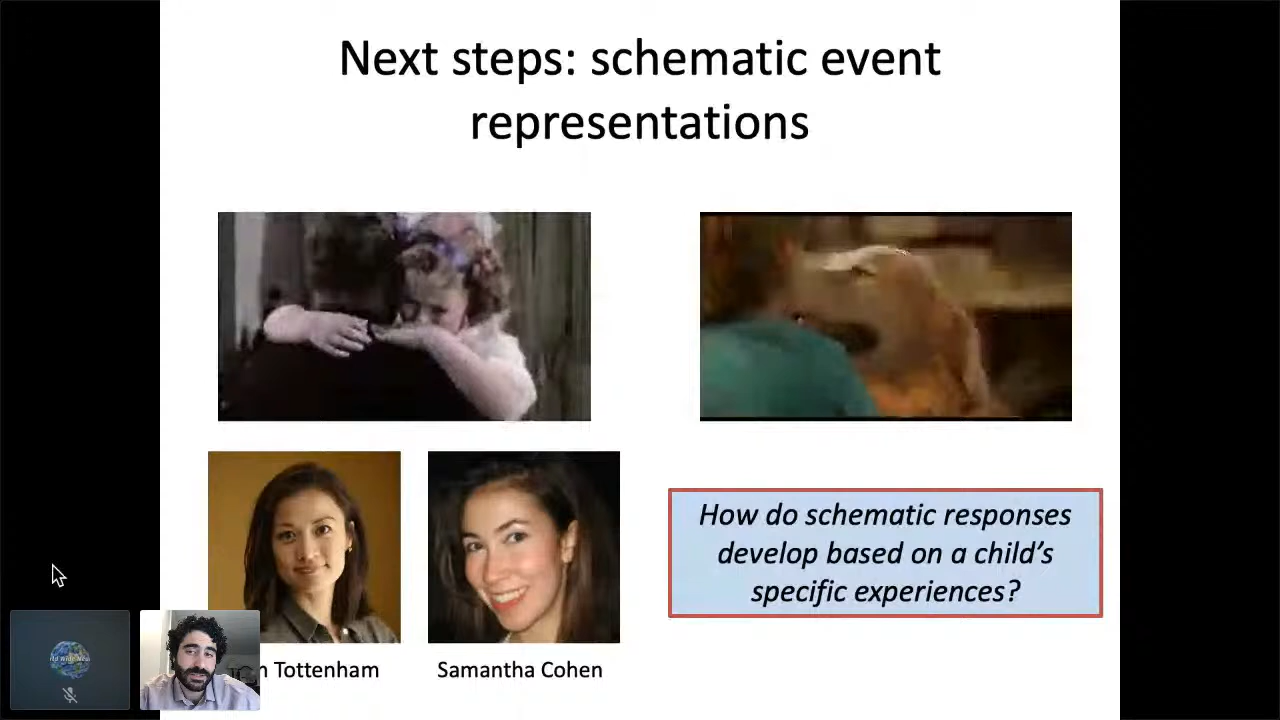 Next steps: schematic event
representations
How do schematic responses
develop based on a child's
specific experiences?
Tottenham
Samantha Cohen